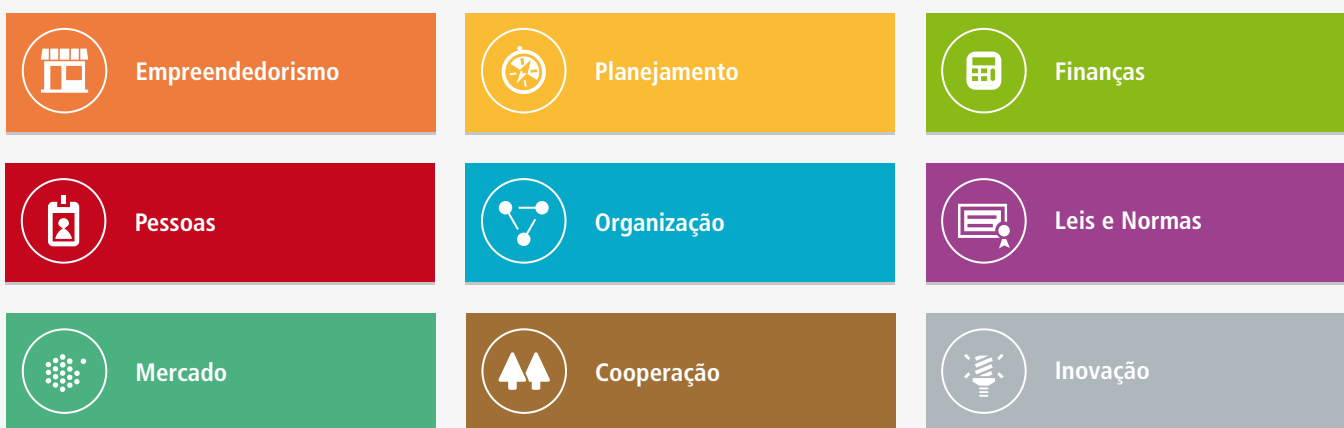 Empreendedorismo
Planejamento
Finanças
Pessoas
Organização
Leis e Normas
Mercado
Cooperação
Inovação